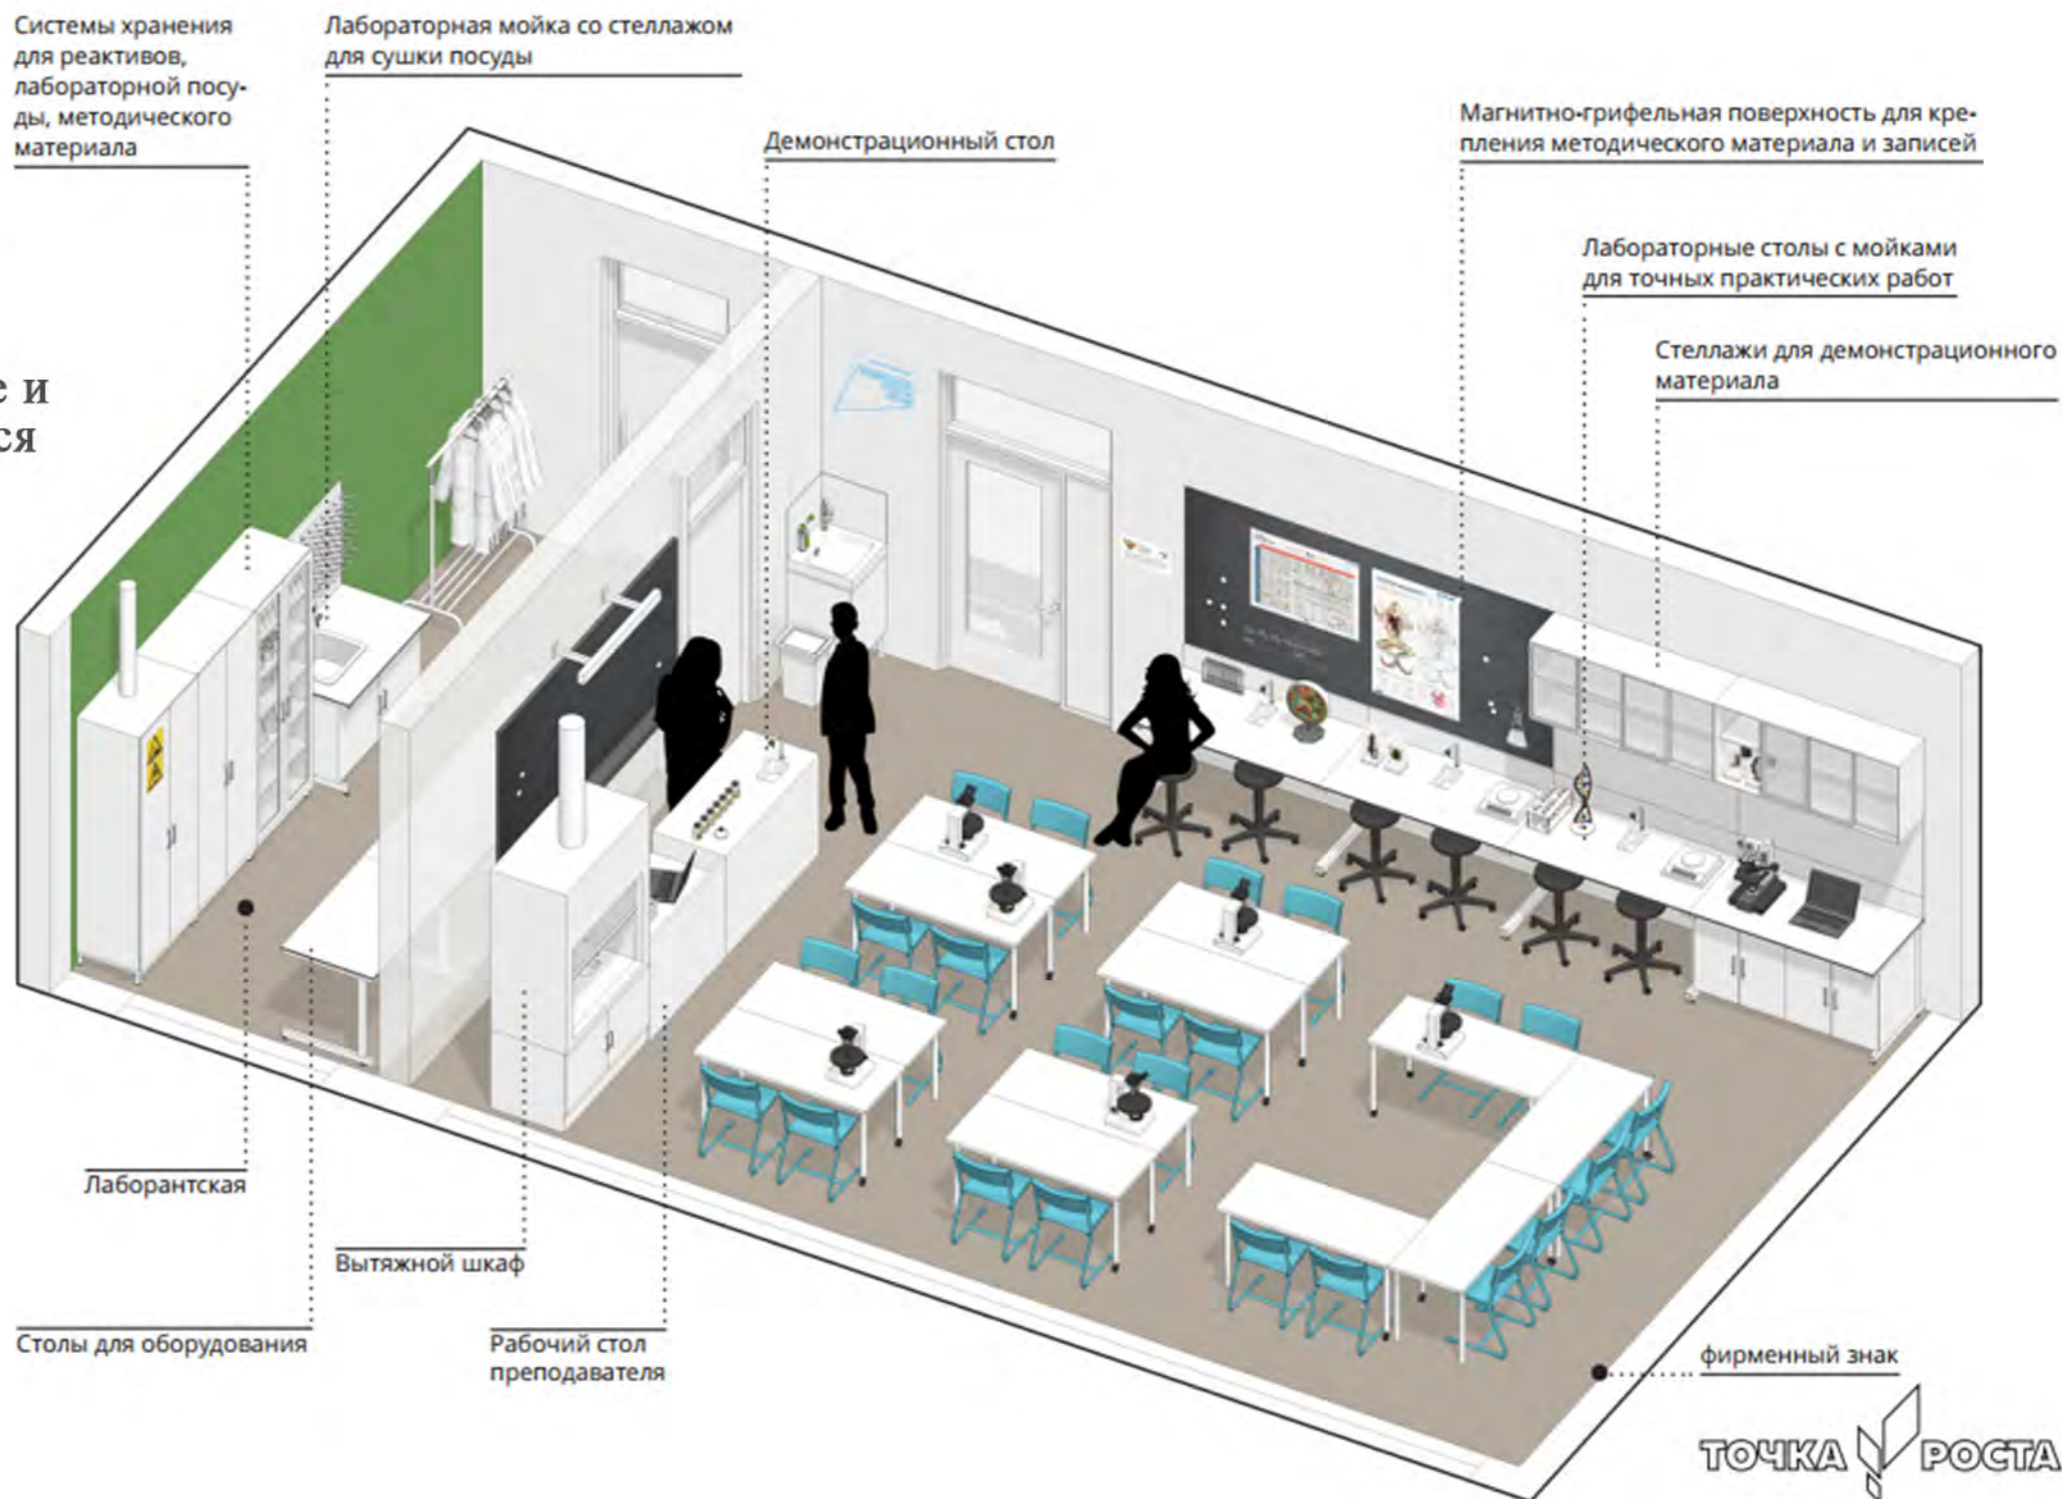 Системы хранения
для реактивов,
лабораторной посу-
ды, методического
материала
Лабораторная мойка со стеллажом
для сушки посуды
Демонстрационный стол
Магнитно-грифельная поверхность для кре-
пления методического материала и записей
Лабораторные столы с мойками
для точных практических работ
Стеллажи для демонстрационного
материала
е и
ся
Лаборантская
Вытяжной шкаф
Столы для оборудования
Рабочий стол
преподавателя
фирменный знак
ТОЧКА РОСТА